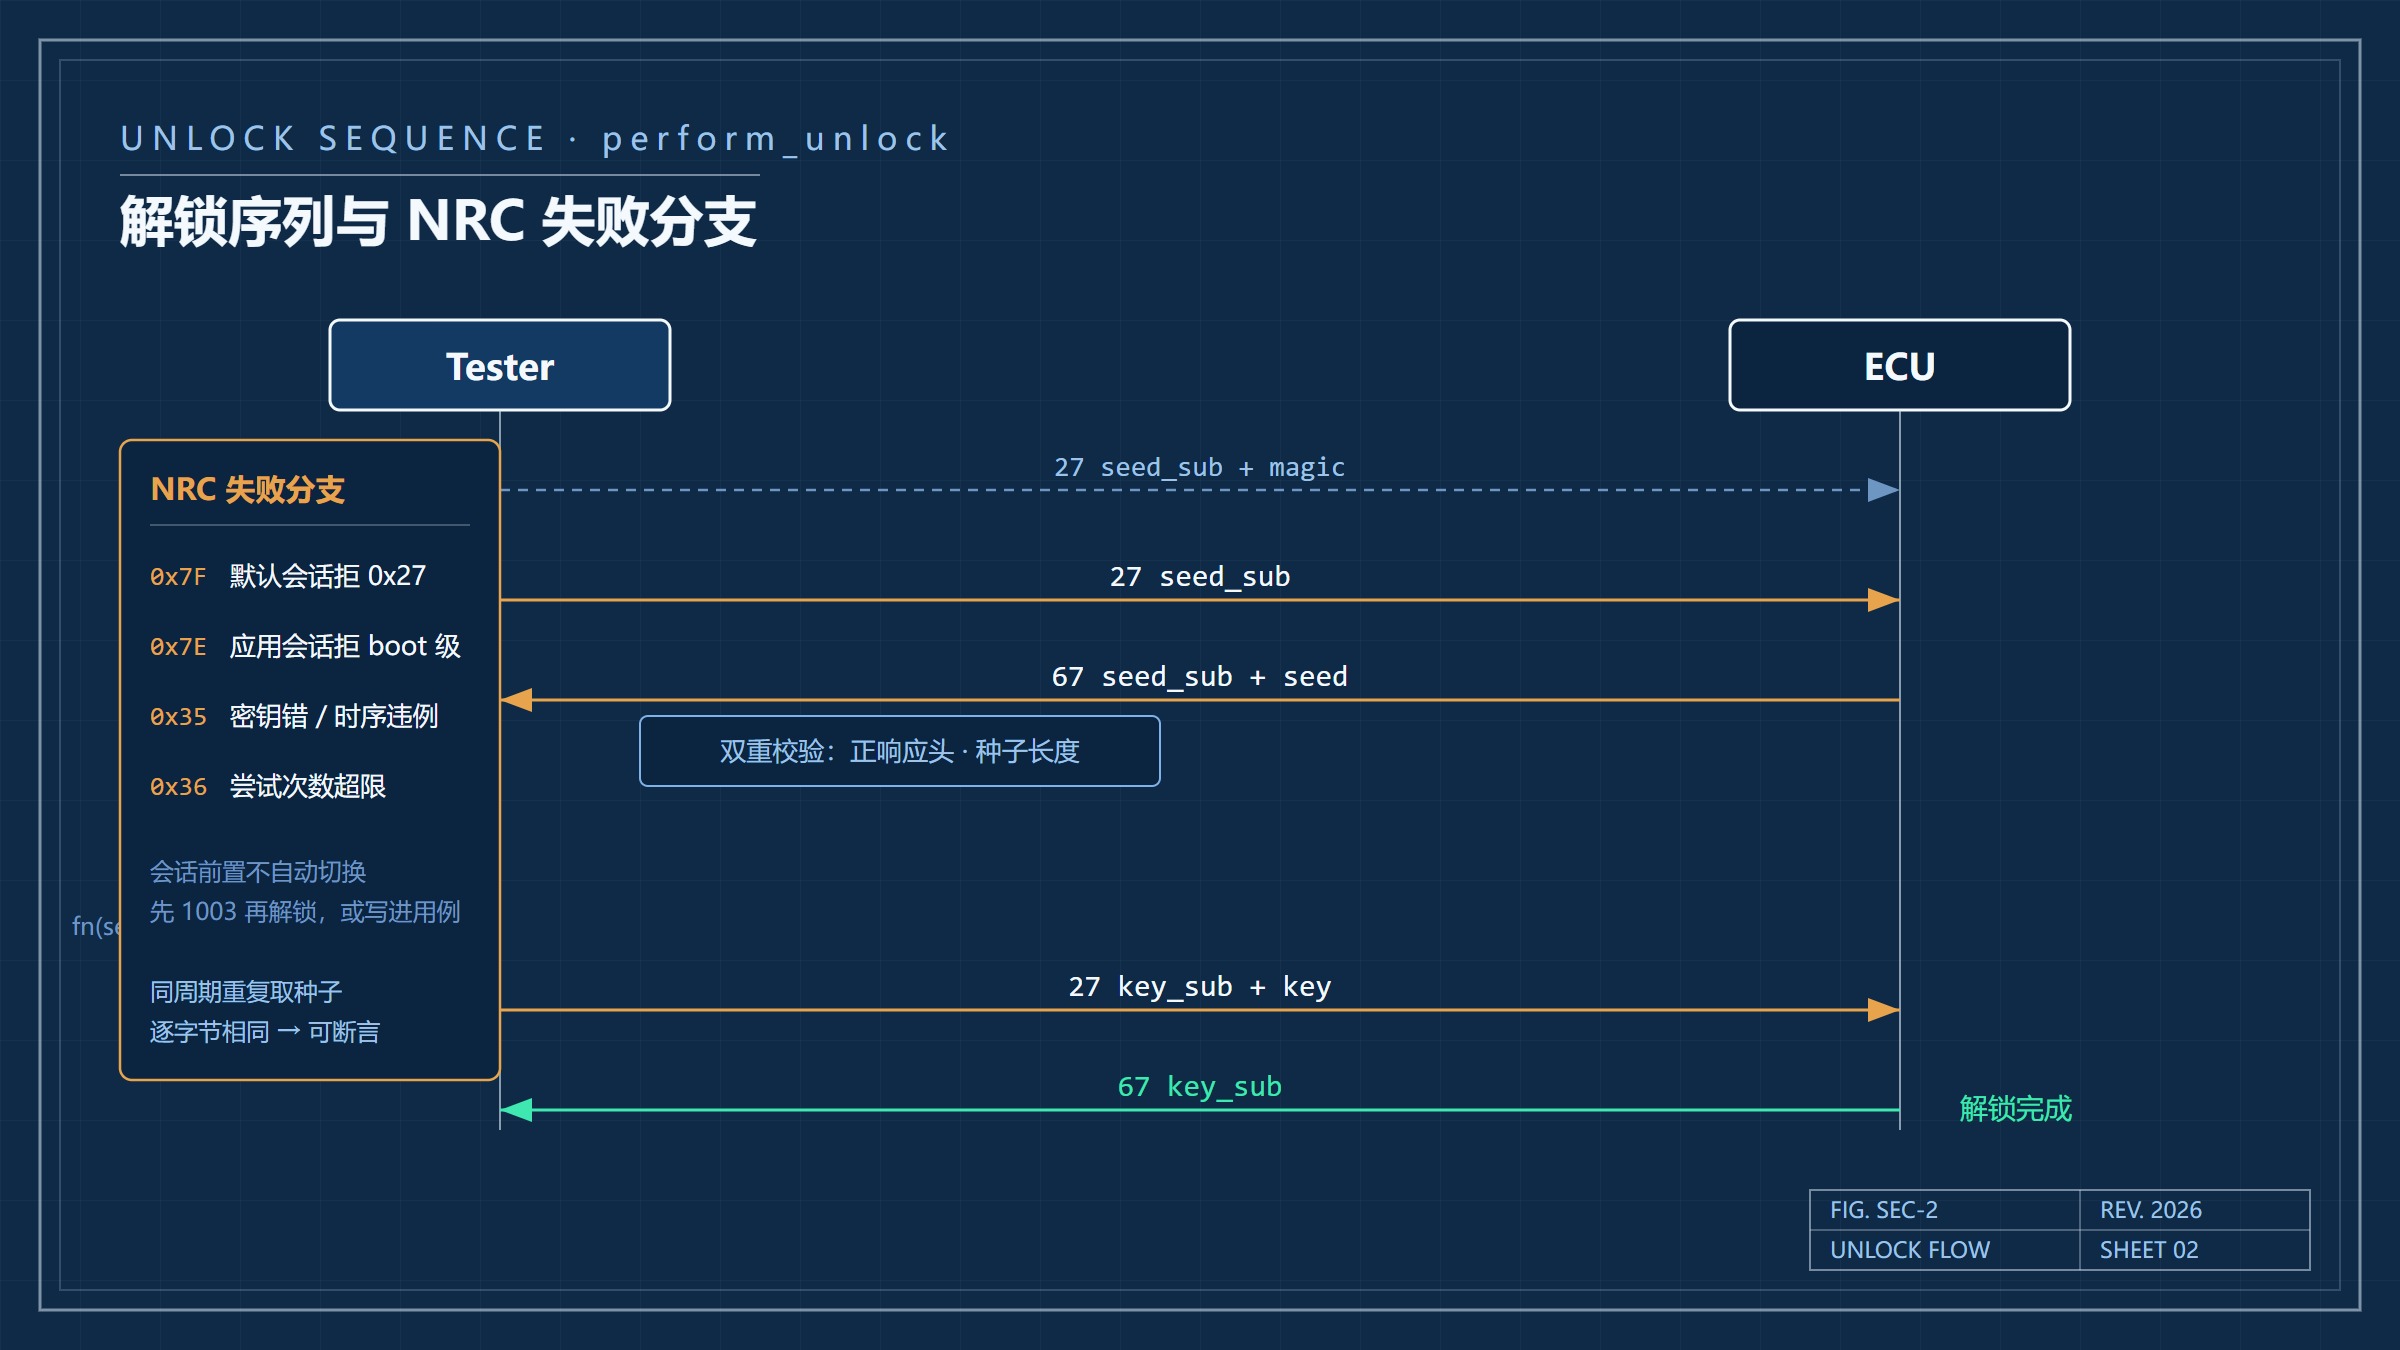 UNLOCK SEQUENCE · perform_unlock
解锁序列与 NRC 失败分支
Tester
ECU
NRC 失败分支
0x7F 默认会话拒 0x27
0x7E 应用会话拒 boot 级
0x35 密钥错 / 时序违例
0x36 尝试次数超限
会话前置不自动切换
先 1003 再解锁，或写进用例
同周期重复取种子
逐字节相同 → 可断言
fn(
27 seed_sub + magic
27 seed_sub
67 seed_sub + seed
双重校验：正响应头 · 种子长度
27 key_sub + key
67 key_sub
解锁完成
FIG. SEC-2
REV. 2026
UNLOCK FLOW
SHEET 02